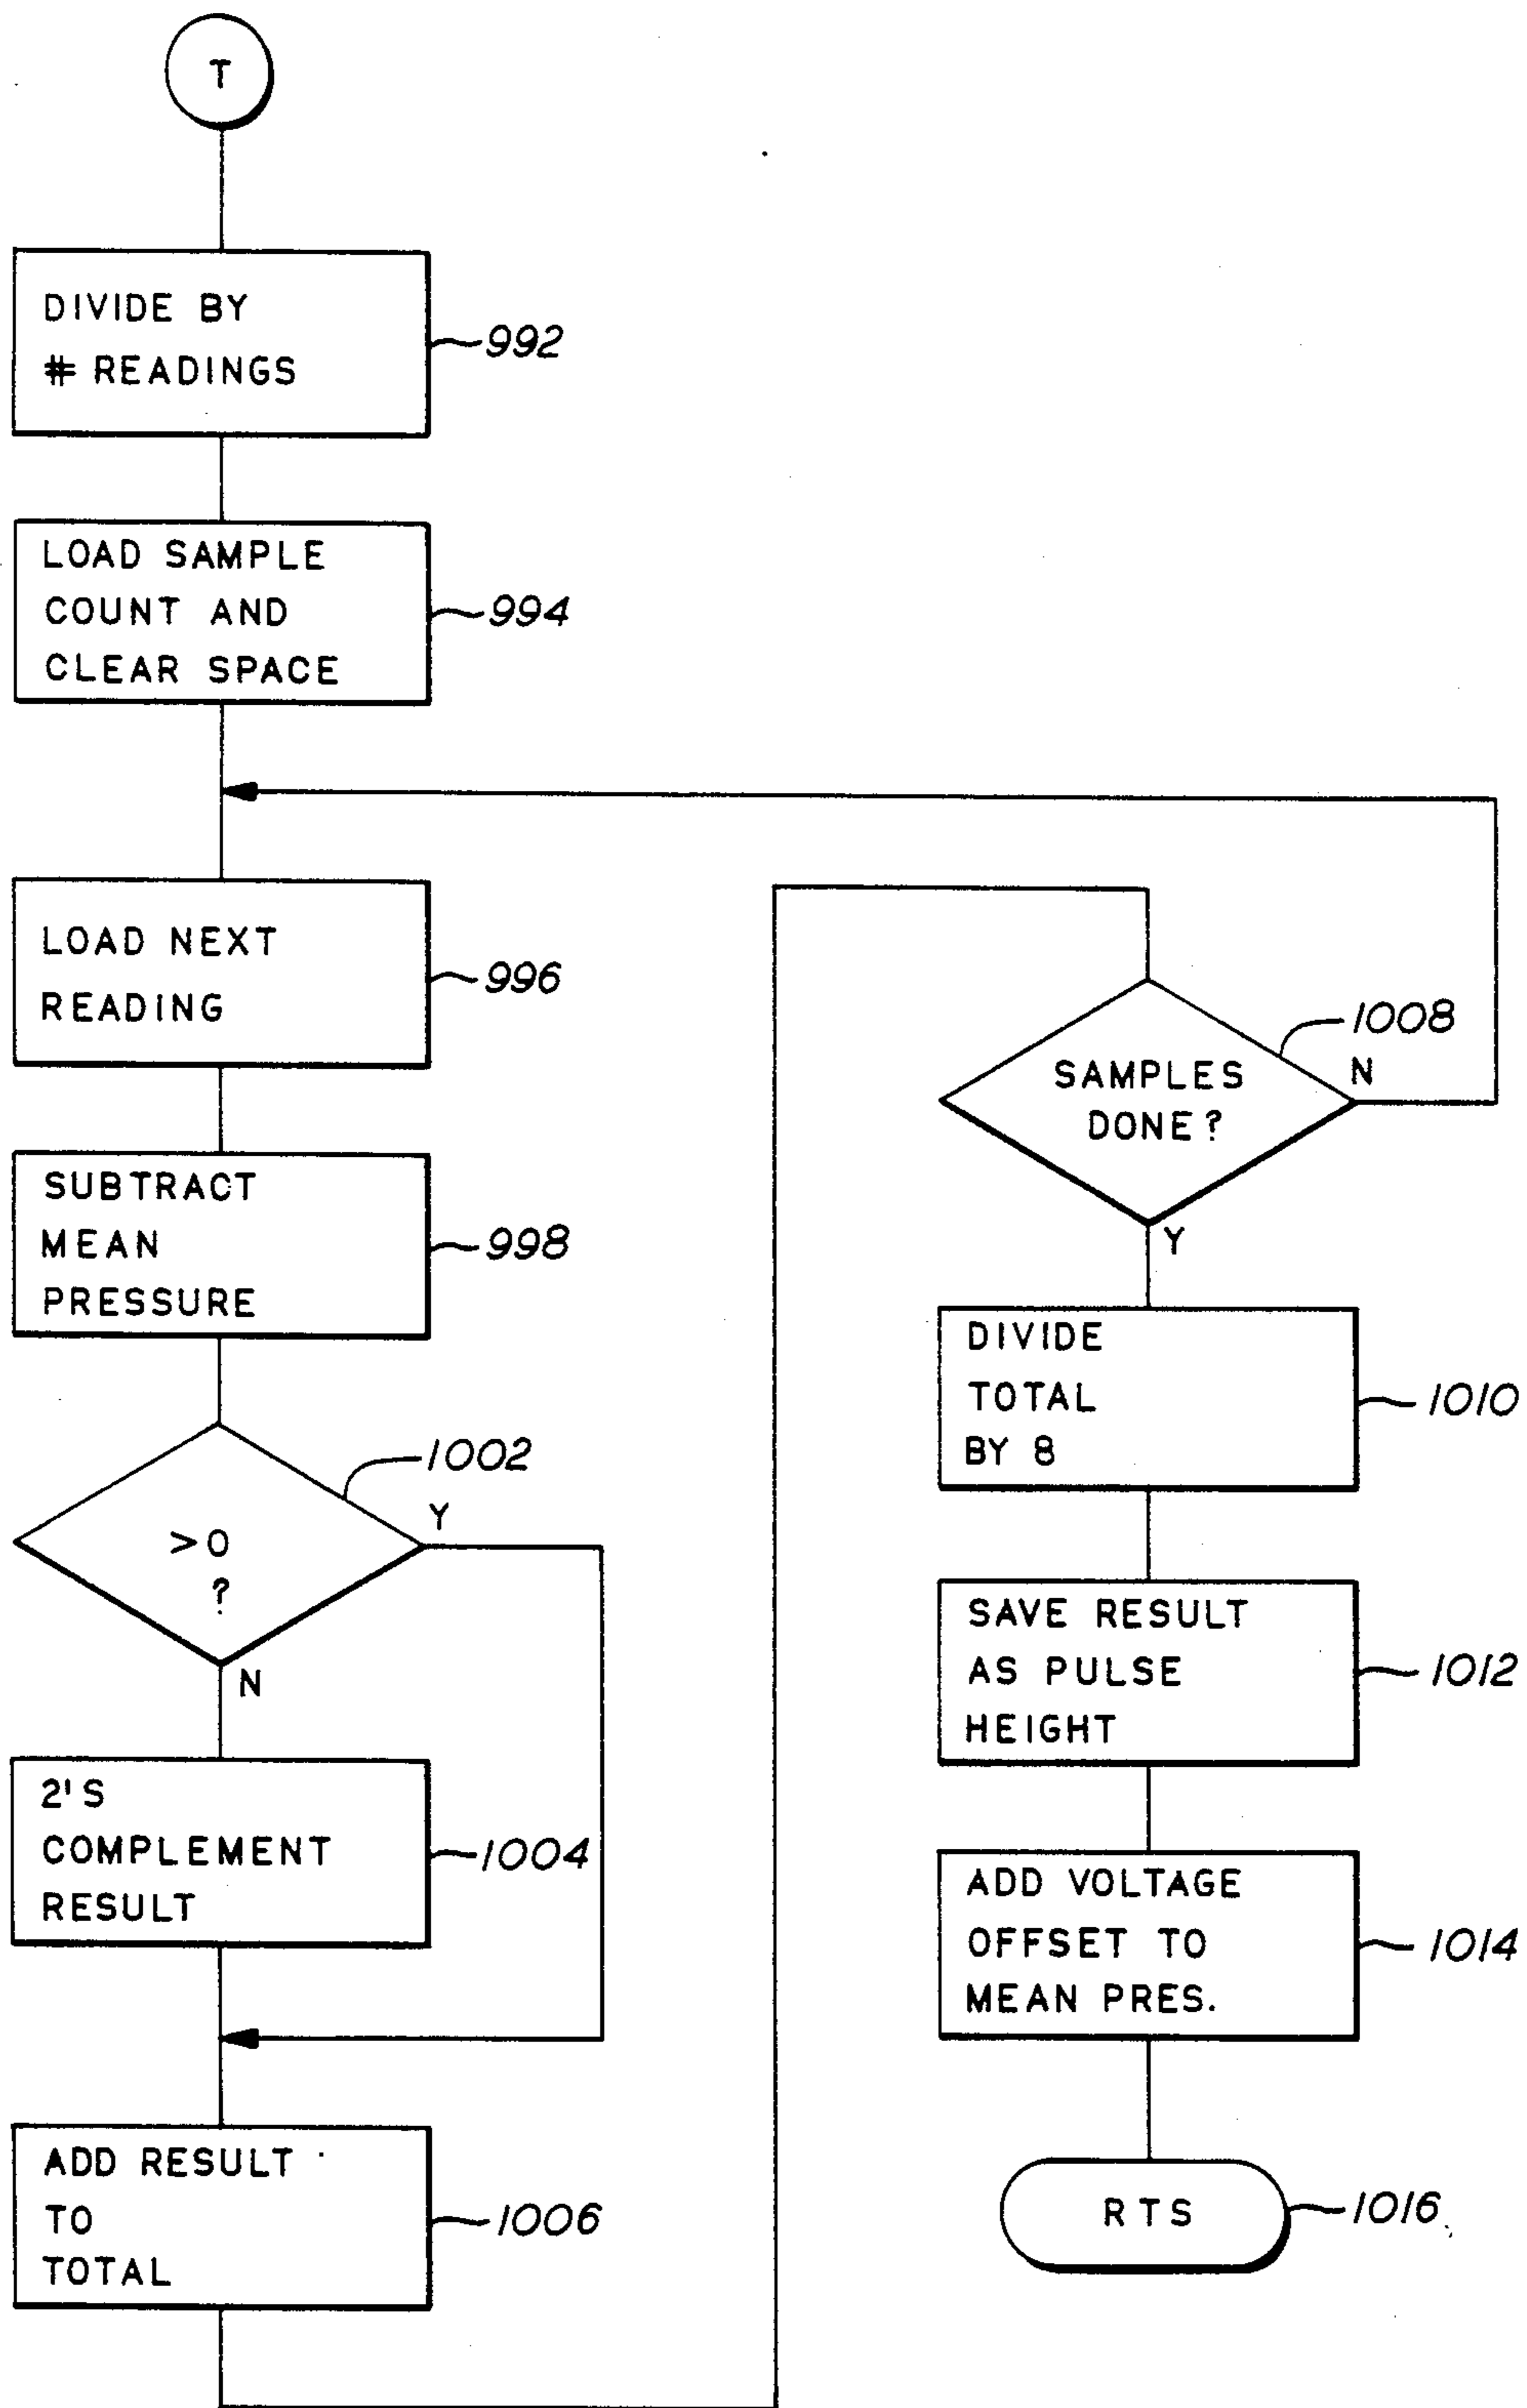 T
DIVIDE BY
# READINGS
992
LOAD SAMPLE
COUNT AND
CLEAR SPACE
994
LOAD NEXT
READING
996
SUBTRACT
MEAN
PRESSURE
998
>0
?
1002
Y
N
2'S
COMPLEMENT
RESULT
1004
ADD RESULT
TO
TOTAL
1006
SAMPLES
DONE?
1008
N
Y
DIVIDE
TOTAL
BY 8
1010
SAVE RESULT
AS PULSE
HEIGHT
1012
ADD VOLTAGE
OFFSET TO
MEAN PRES.
1014
RTS
1016